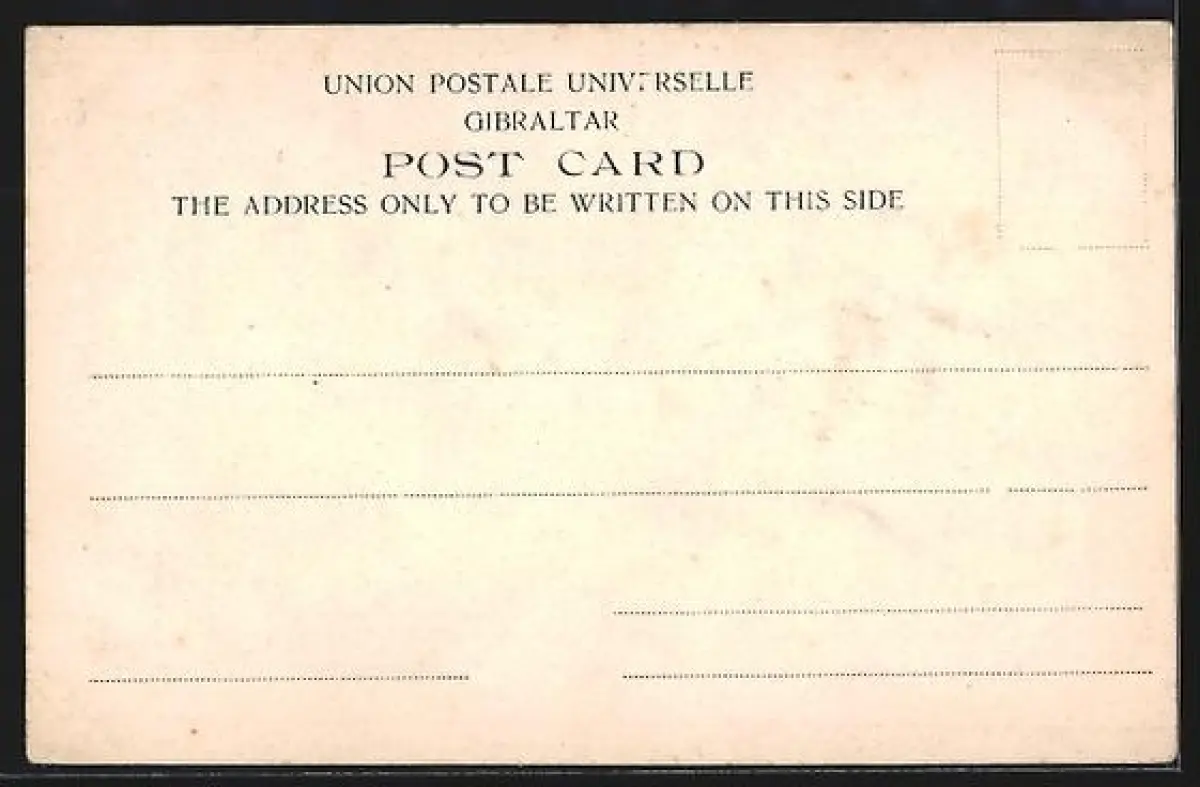 UNION POSTALE UNIVERSELLE
GIBRALTAR
POST CARD
THE ADDRESS ONLY TO BE WRITTEN ON THIS SIDE